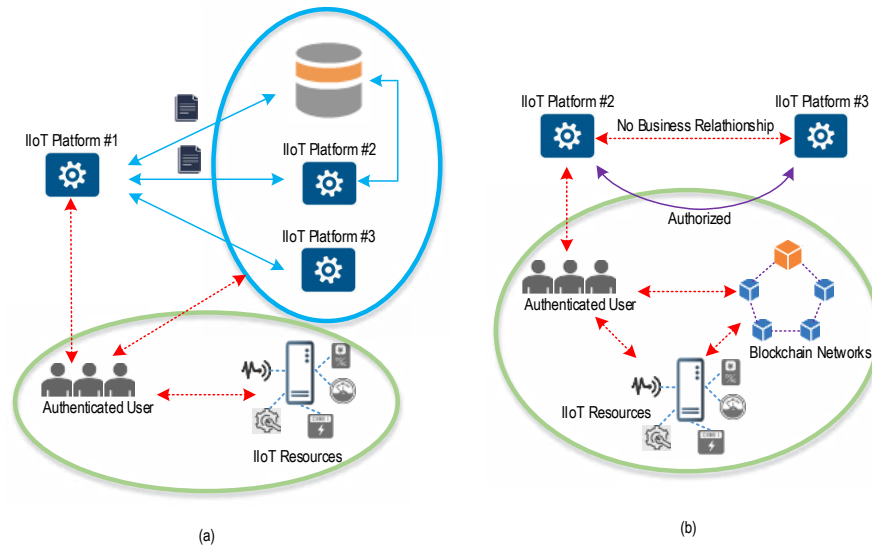 IIoT Platform #1
IIoT Platform #2
IIoT Platform #3
Authenticated User
IIoT Resources
(a)
IIoT Platform #2
IIoT Platform #3
No Business Relathionship
Authorized
Authenticated User
Blockchain Networks
IIoT Resources
(b)